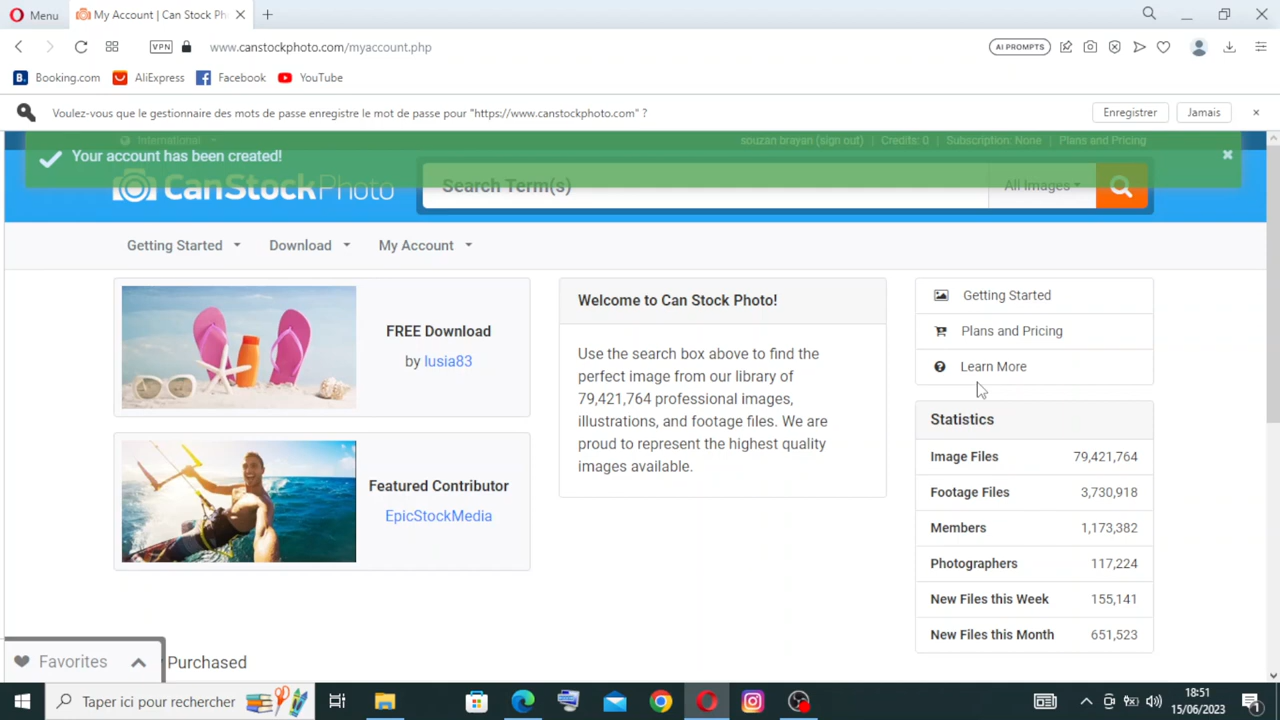 Menu
My Account | Can Stock Ph
VPN
www.canstockphoto.com/myaccount.php
AI PROMPTS
B.
Booking.com
AliExpress
Facebook
YouTube
Voulez-vous que le gestionnaire des mots de passe enregistre le mot de passe pour "https://www.canstockphoto.com" ?
Enregistrer
Jamais
International
souzan brayan (sign out) | Credits: 0 | Subscription: None | Plans and Pricing
Your account has been created!
CanStockPhoto
Search Term(s)
All Images
Getting Started
Download
My Account
FREE Download
by lusia83
Featured Contributor
EpicStockMedia
Welcome to Can Stock Photo!
Use the search box above to find the
perfect image from our library of
79,421,764 professional images,
illustrations, and footage files. We are
proud to represent the highest quality
images available.
Getting Started
Plans and Pricing
Learn More
Statistics
Image Files 79,421,764
Footage Files 3,730,918
Members 1,173,382
Photographers 117,224
New Files this Week 155,141
New Files this Month 651,523
Favorites
Purchased
Taper ici pour rechercher
18:51
15/06/2023
1